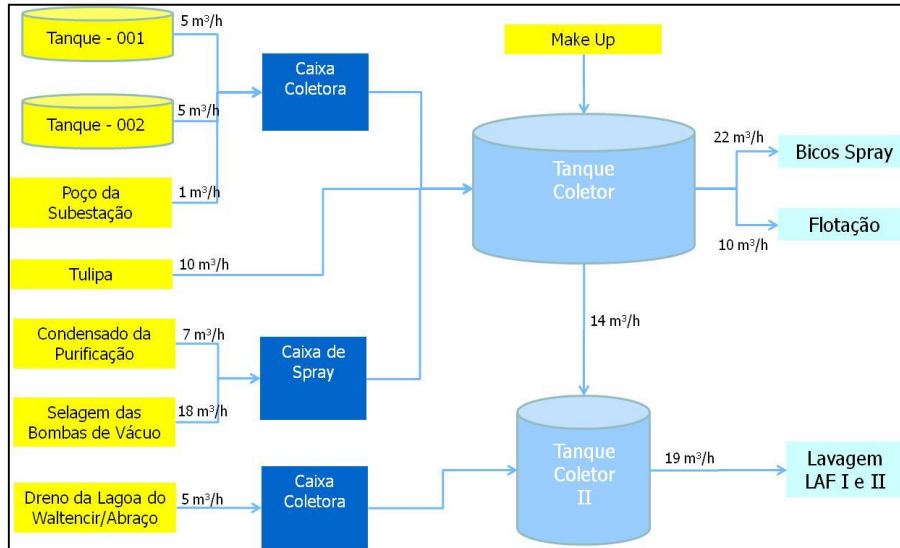 5 m³/h
Tanque - 001
5 m³/h
Tanque - 002
Poço da
Subestação
1 m³/h
Tulipa
10 m³/h
Condensado da
Purificação
7 m³/h
Selagem das
Bombas de Vácuo
18 m³/h
Dreno da Lagoa do
Waltencir/Abraço
5 m³/h
Caixa
Coletora
Caixa de
Spray
Caixa
Coletora
Make Up
Tanque
Coletor
14 m³/h
Tanque
Coletor
II
22 m³/h
Bicos Spray
Flotação
10 m³/h
19 m³/h
Lavagem
LAF I e II